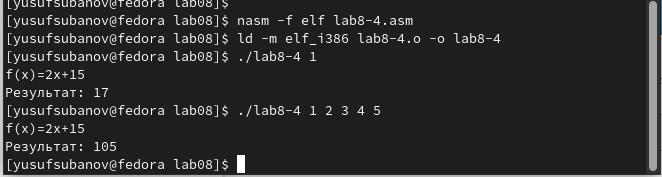 [yusufsubanov@fedora lab08]$
[yusufsubanov@fedora lab08]$ nasm -f elf lab8-4.asm
[yusufsubanov@fedora lab08]$ ld -m elf_i386 lab8-4.o -o lab8-4
[yusufsubanov@fedora lab08]$ ./lab8-4 1
f(x)=2x+15
Результат: 17
[yusufsubanov@fedora lab08]$ ./lab8-4 1 2 3 4 5
f(x)=2x+15
Результат: 105
[yusufsubanov@fedora lab08]$